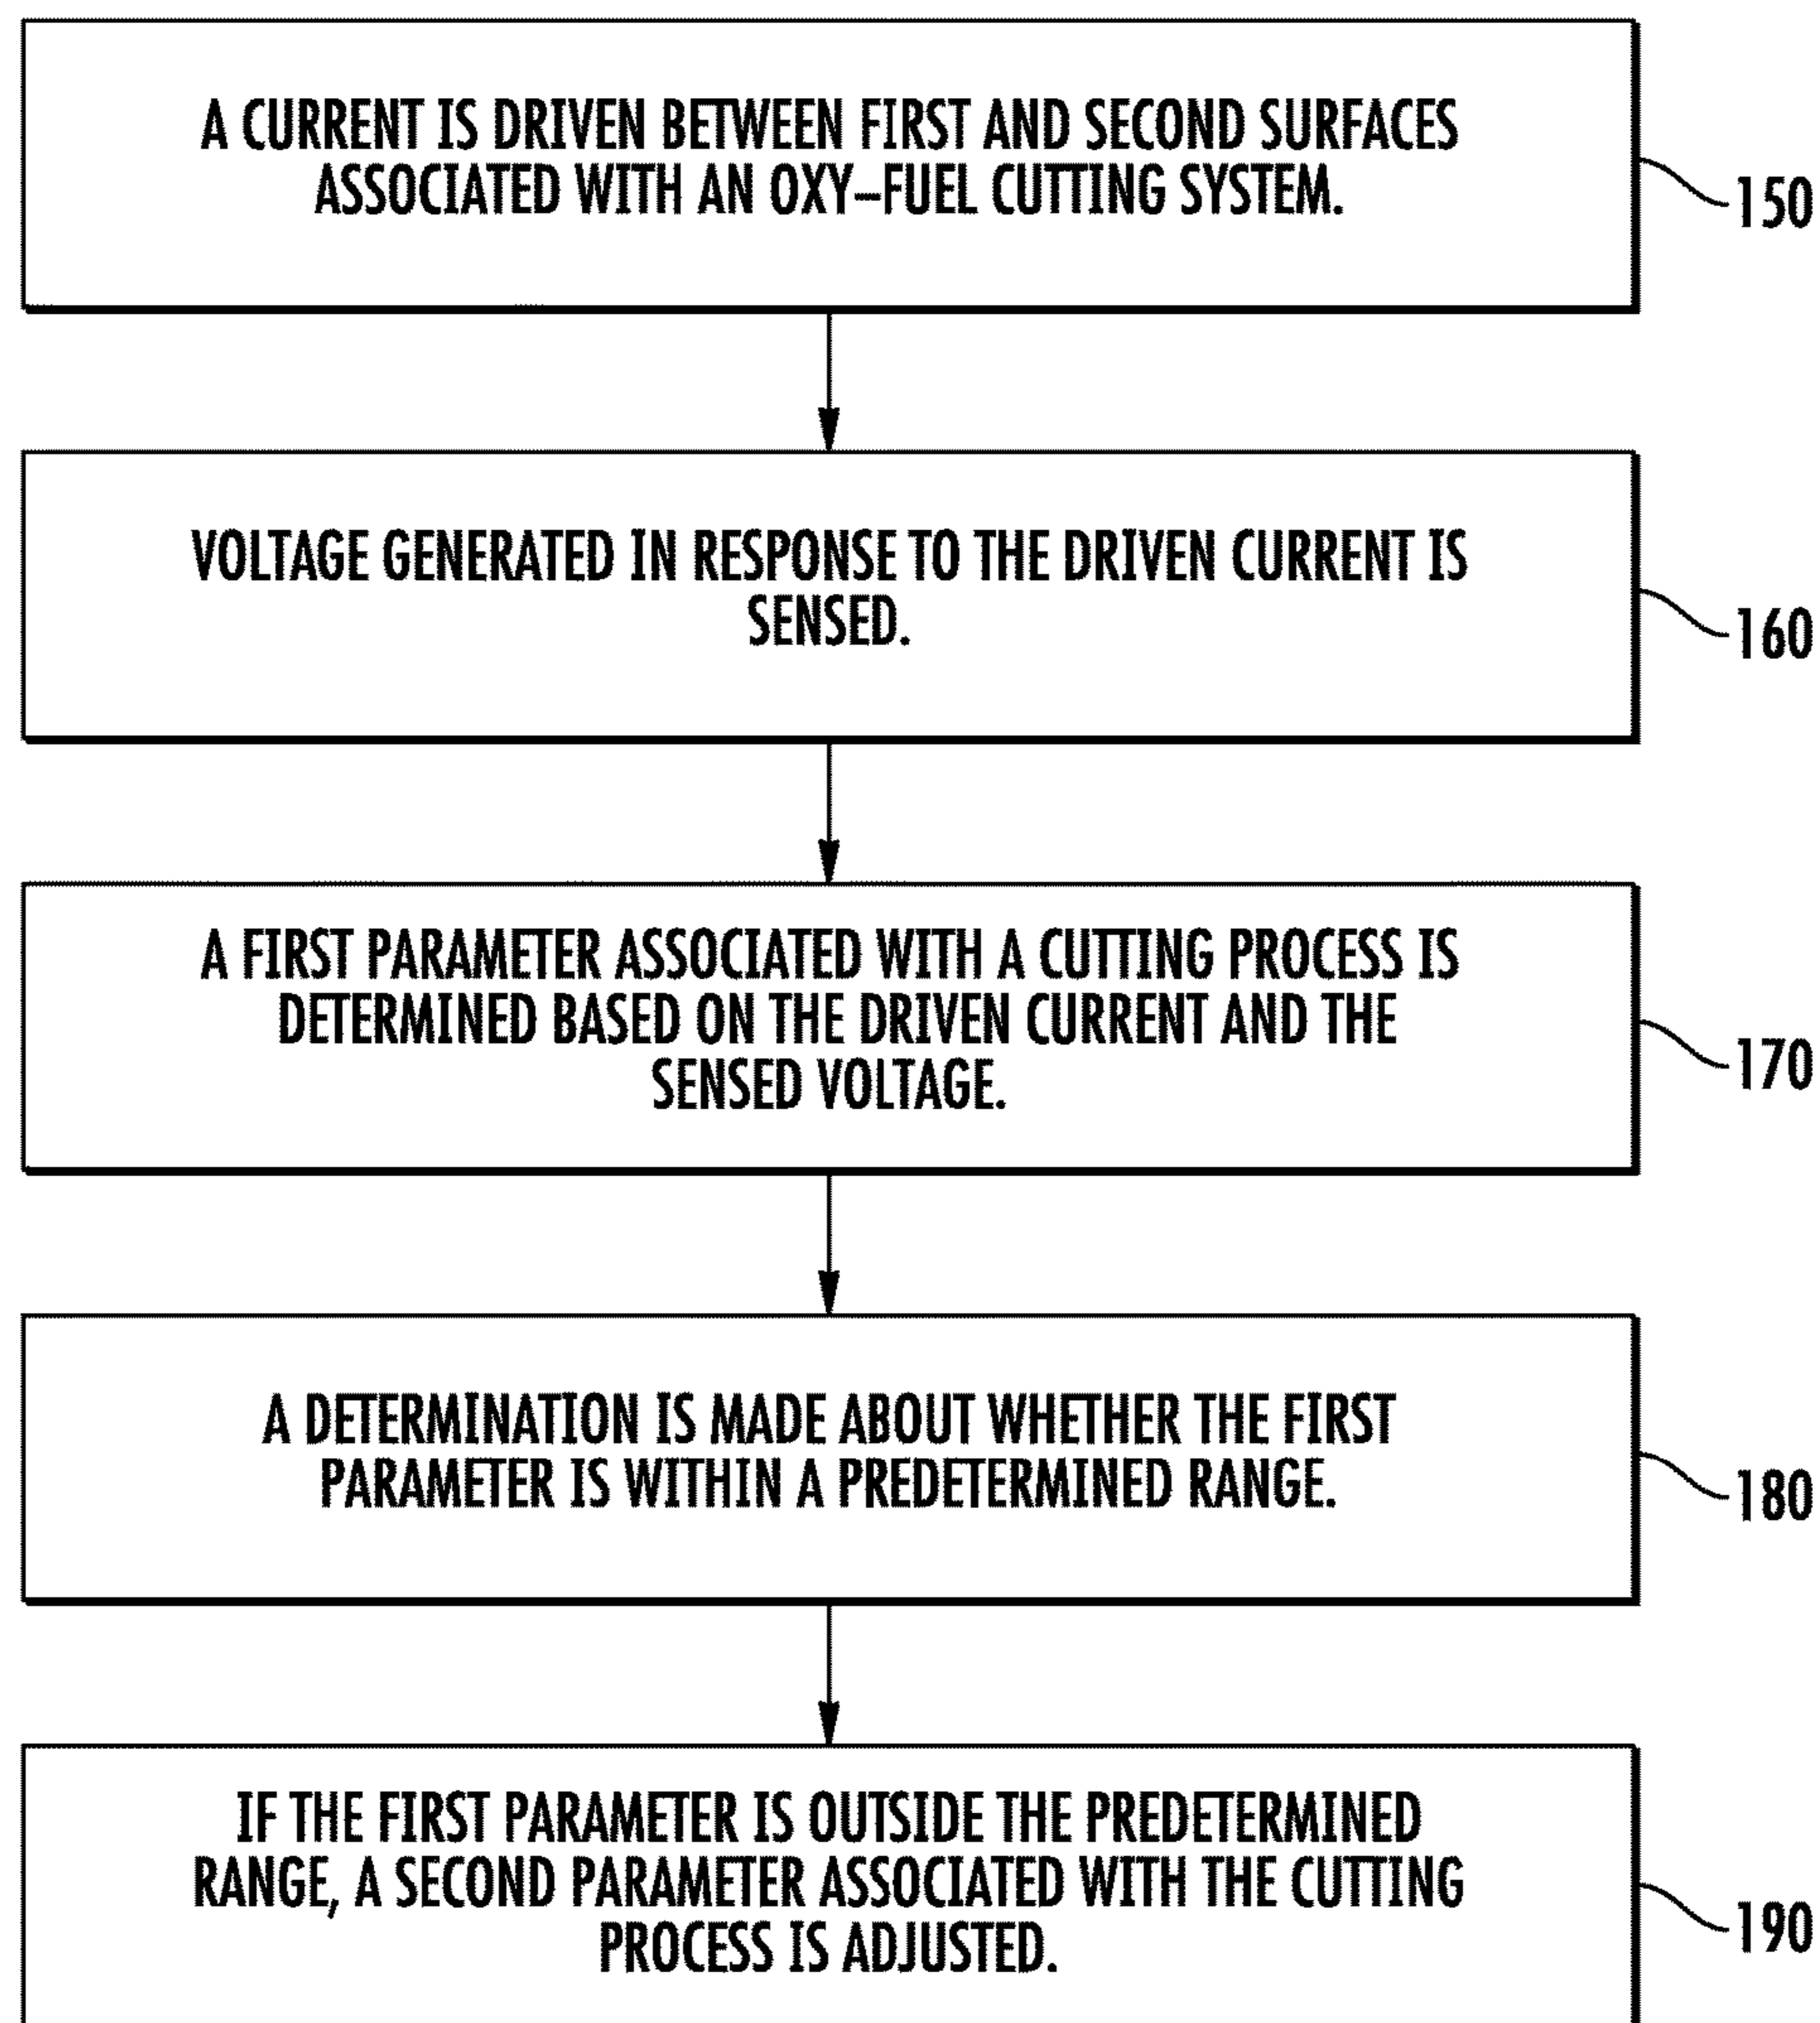 A CURRENT IS DRIVEN BETWEEN FIRST AND SECOND SURFACES
ASSOCIATED WITH AN OXY–FUEL CUTTING SYSTEM.
150
VOLTAGE GENERATED IN RESPONSE TO THE DRIVEN CURRENT IS
SENSED.
160
A FIRST PARAMETER ASSOCIATED WITH A CUTTING PROCESS IS
DETERMINED BASED ON THE DRIVEN CURRENT AND THE
SENSED VOLTAGE.
170
A DETERMINATION IS MADE ABOUT WHETHER THE FIRST
PARAMETER IS WITHIN A PREDETERMINED RANGE.
180
IF THE FIRST PARAMETER IS OUTSIDE THE PREDETERMINED
RANGE, A SECOND PARAMETER ASSOCIATED WITH THE CUTTING
PROCESS IS ADJUSTED.
190